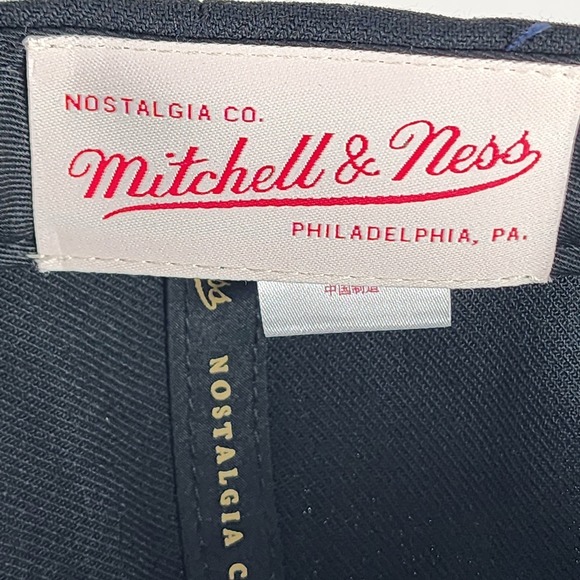 NOSTALGIA CO.
Mitchell & Ness
PHILADELPHIA, PA.
中国制造
NOSTALGIA C